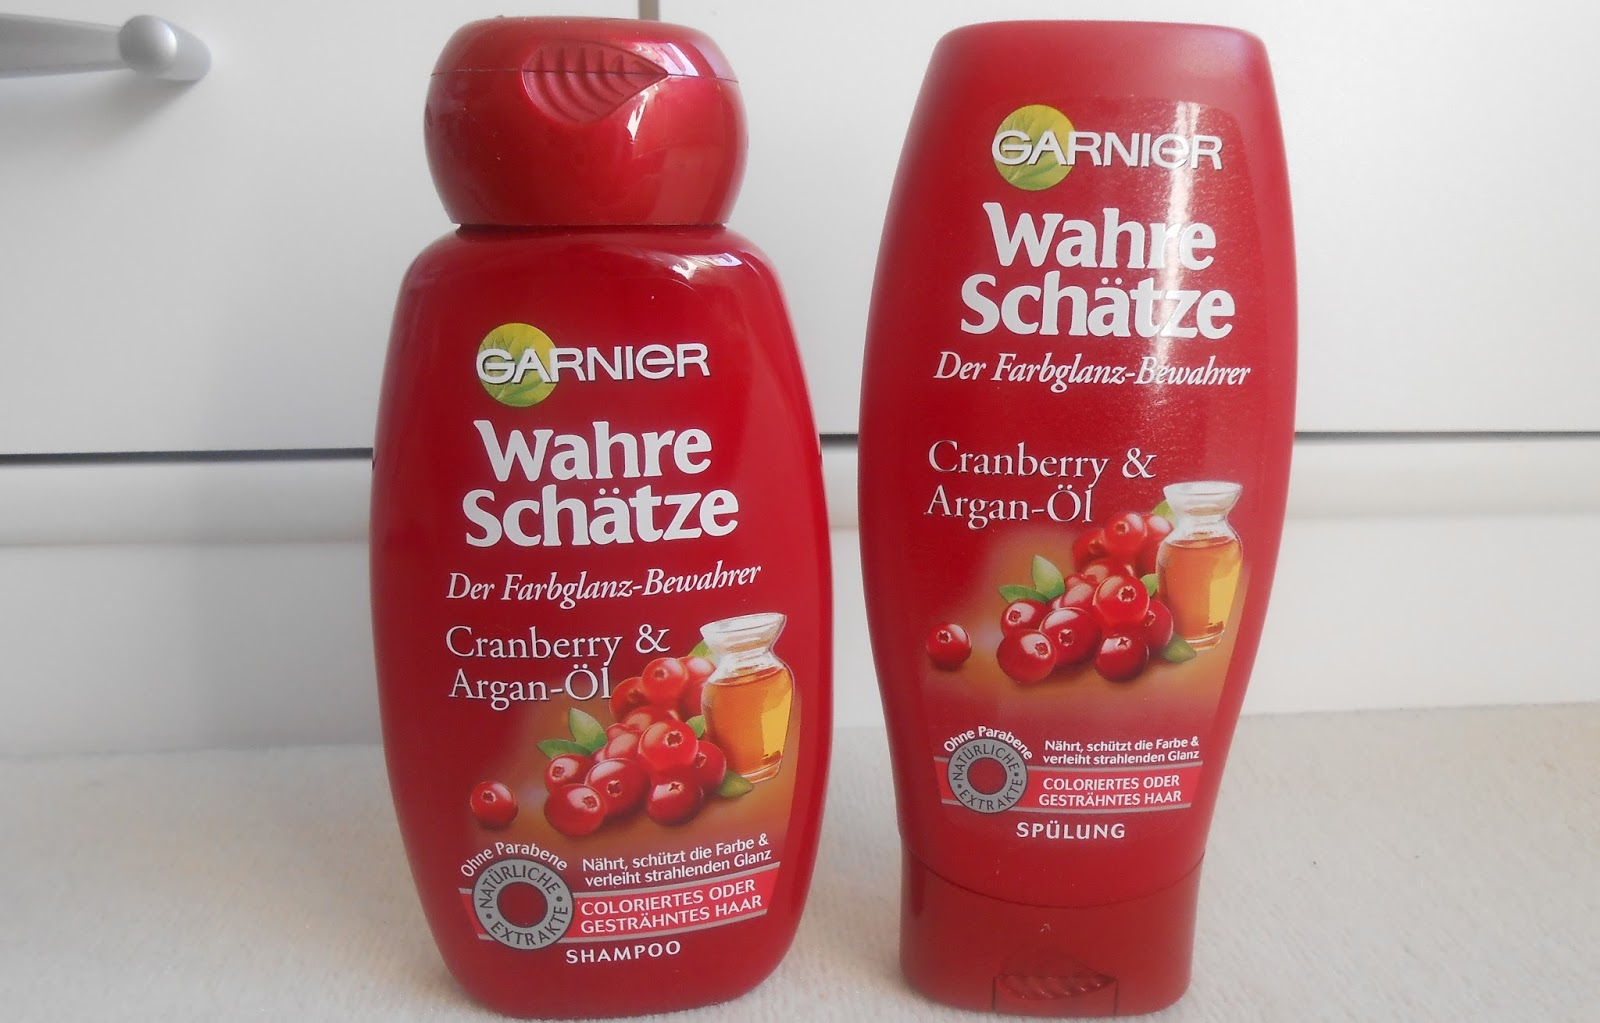 GARNIER
Wahre
Schätze
Der Farbglanz-Bewahrer
Cranberry &
Argan-Öl
Ohne Parabene
NATÜRLICHE
EXTRAKTE
Nährt, schützt die Farbe &
verleiht strahlenden Glanz
COLORIERTES ODER
GESTRÄHNTES HAAR
SHAMPOO
GARNIER
Wahre
Schätze
Der Farbglanz-Bewahrer
Cranberry &
Argan-Öl
Ohne Parabene
NATÜRLICHE
EXTRAKTE
Nährt, schützt die Farbe &
verleiht strahlenden Glanz
COLORIERTES ODER
GESTRÄHNTES HAAR
SPÜLUNG